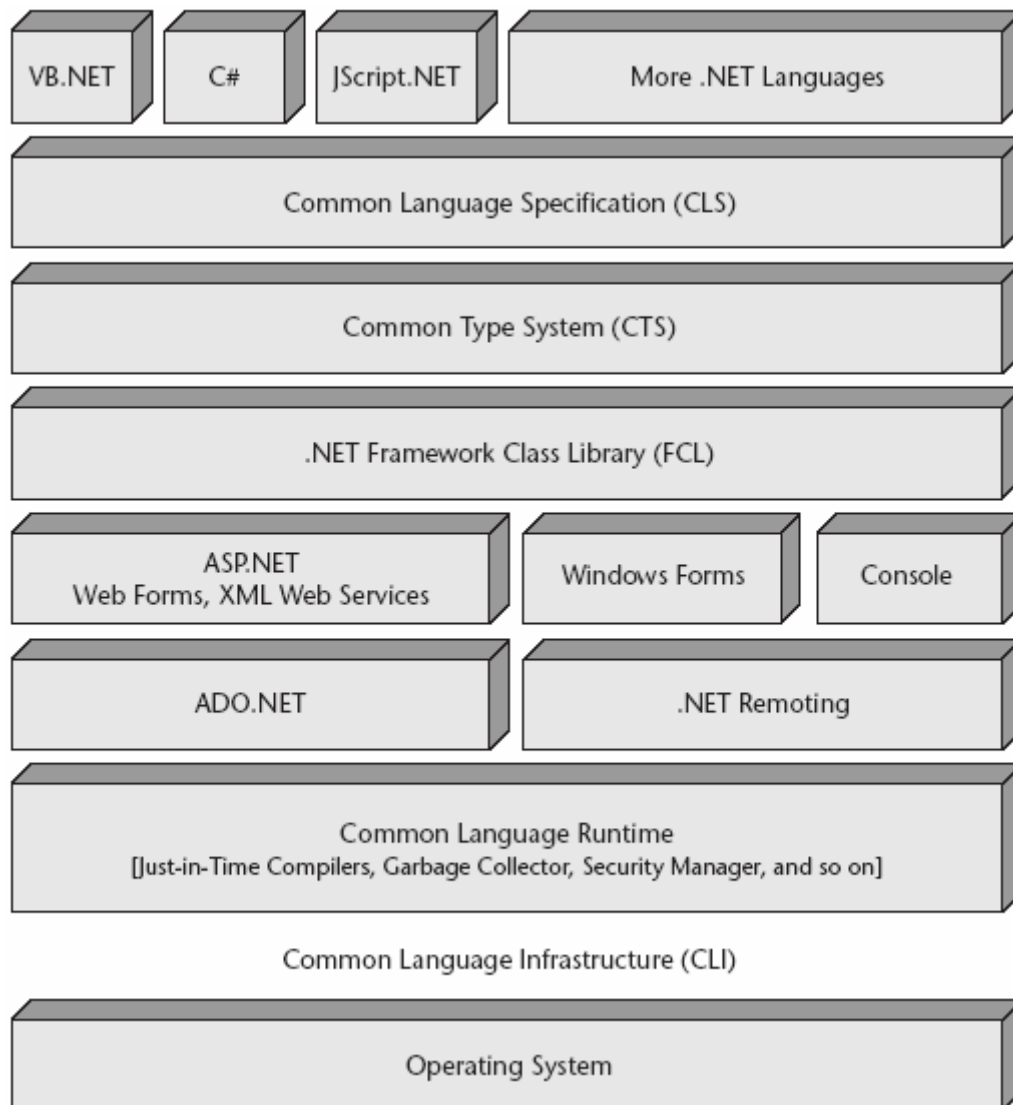 VB.NET
C#
JScript.NET
More .NET Languages
Common Language Specification (CLS)
Common Type System (CTS)
.NET Framework Class Library (FCL)
ASP.NET
Web Forms, XML Web Services
Windows Forms
Console
ADO.NET
.NET Remoting
Common Language Runtime
[Just-in-Time Compilers, Garbage Collector, Security Manager, and so on]
Common Language Infrastructure (CLI)
Operating System